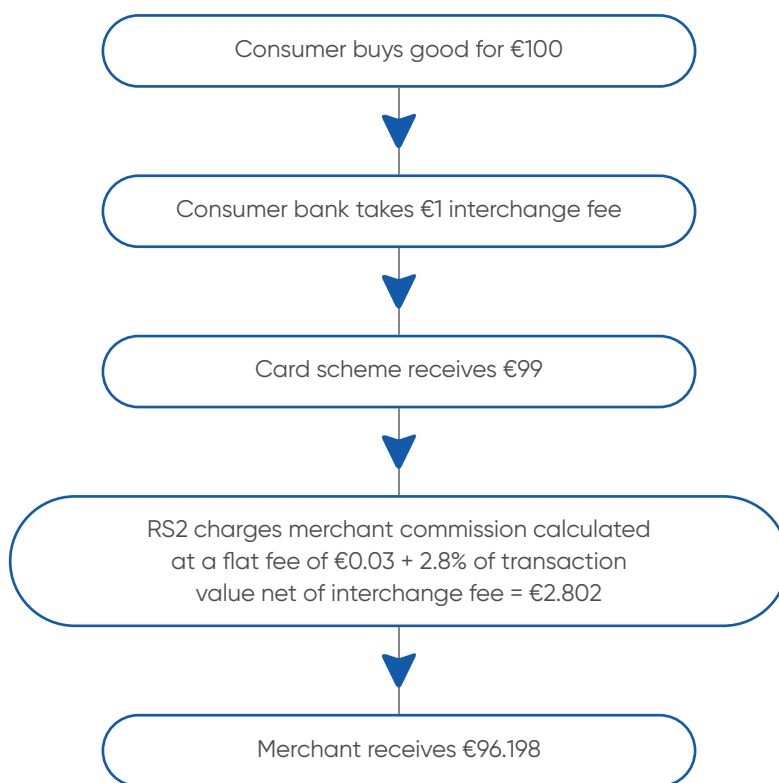 Consumer buys good for €100
Consumer bank takes €1 interchange fee
Card scheme receives €99
RS2 charges merchant commission calculated
at a flat fee of €0.03 + 2.8% of transaction
value net of interchange fee = €2.802
Merchant receives €96.198